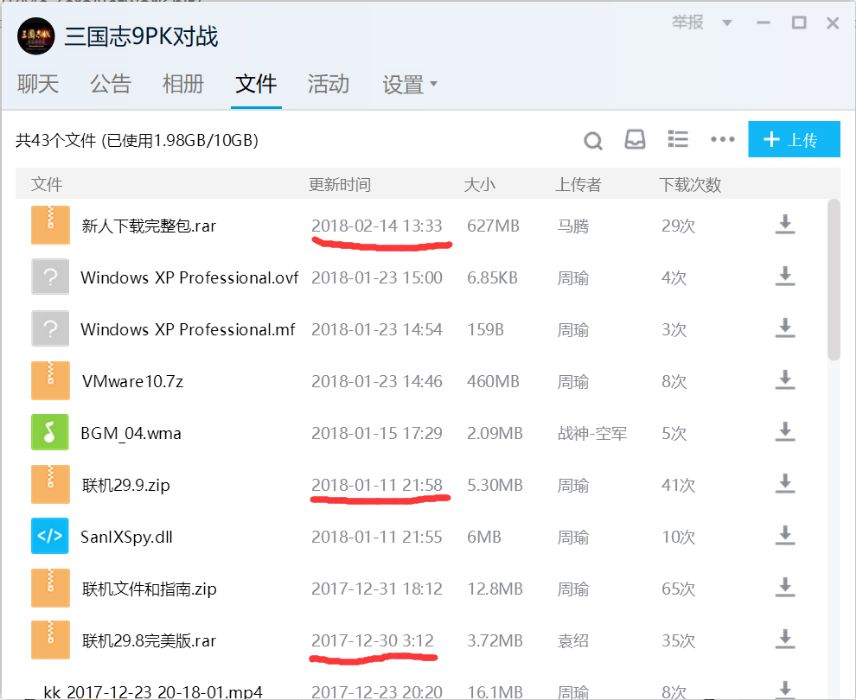 三国志9PK对战
举报
聊天 公告 相册 文件 活动 设置
共43个文件 (已使用1.98GB/10GB)
上传
文件 更新时间 大小 上传者 下载次数
新人下载完整包.rar 2018-02-14 13:33 627MB 马腾 29次
Windows XP Professional.ovf 2018-01-23 15:00 6.85KB 周瑜 4次
Windows XP Professional.mf 2018-01-23 14:54 159B 周瑜 3次
VMware10.7z 2018-01-23 14:46 460MB 周瑜 8次
BGM_04.wma 2018-01-15 17:29 2.09MB 战神-空军 5次
联机29.9.zip 2018-01-11 21:58 5.30MB 周瑜 41次
SanIXSpy.dll 2018-01-11 21:55 6MB 周瑜 10次
联机文件和指南.zip 2017-12-31 18:12 12.8MB 周瑜 65次
联机29.8完美版.rar 2017-12-30 3:12 3.72MB 袁绍 35次
kk 2017-12-23 20-18-01.mp4 2017-12-23 20:20 16.1MB 周瑜 8次